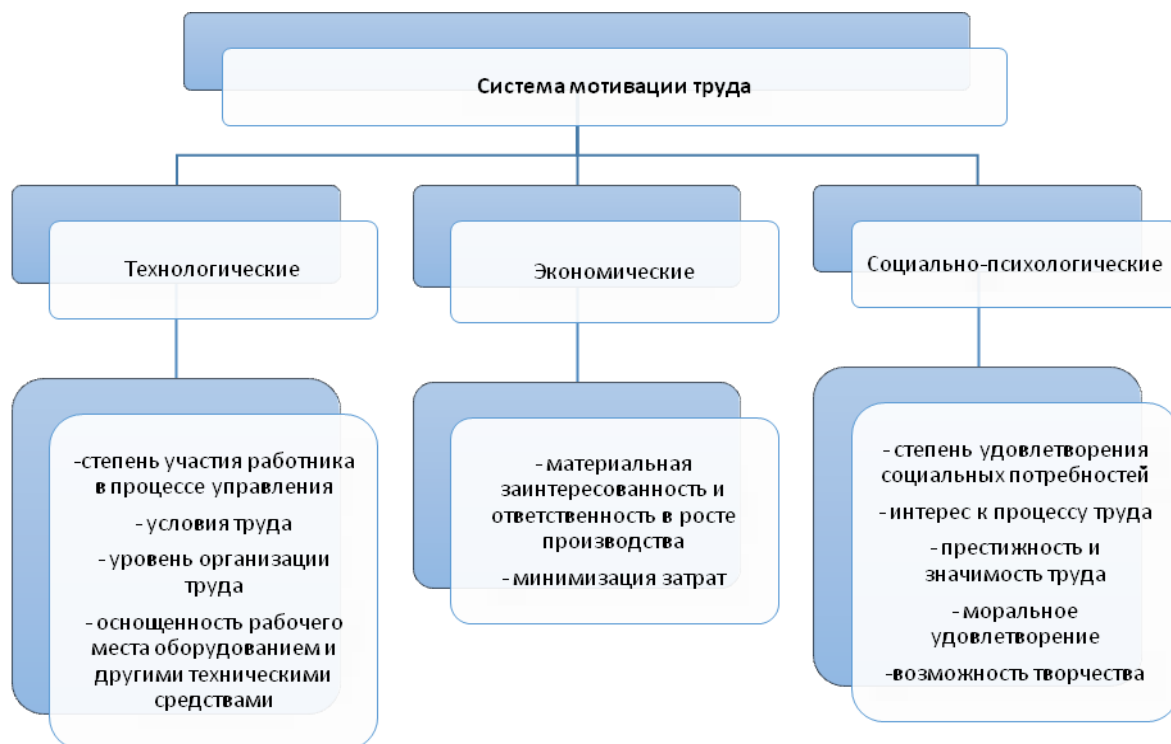 Система мотивации труда
Технологические
Экономические
Социально-психологические
-степень участия работника
в процессе управления
- условия труда
- уровень организации
труда
- оснощенность рабочего
места оборудованием и
другими техническими
средствами
- материальная
заинтересованность и
ответственность в росте
производства
- минимизация затрат
-степень удовлетворения
социальных потребностей
- интерес к процессу труда
-престижность и
значимость труда
-моральное
удовлетворение
-возможность творчества